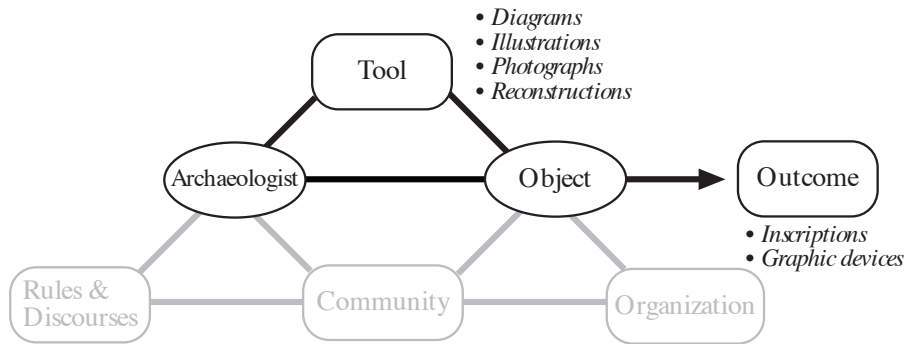 • Diagrams
• Illustrations
• Photographs
• Reconstructions
Tool
Archaeologist
Object
Outcome
• Inscriptions
• Graphic devices
Rules &
Discourses
Community
Organization